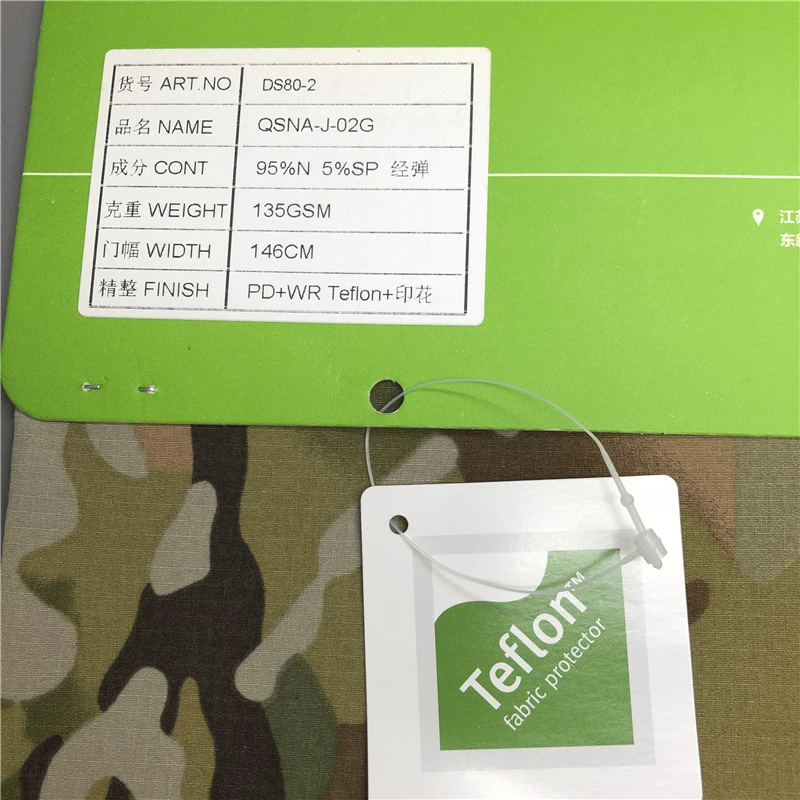 货号 ART.NO DS80-2
品名 NAME QSNA-J-02G
成分 CONT 95%N 5%SP 经弹
克重 WEIGHT 135GSM
门幅 WIDTH 146CM
精整 FINISH PD+WR Teflon+印花
江
东
Teflon™
fabric protector